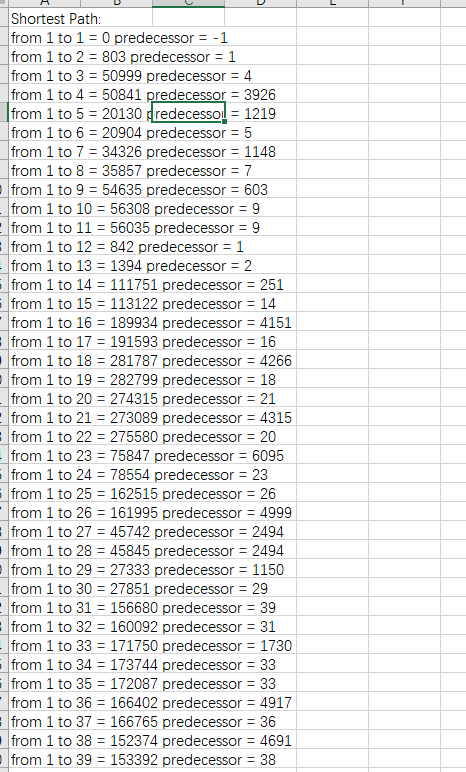 Shortest Path:
from 1 to 1 = 0 predecessor = -1
from 1 to 2 = 803 predecessor = 1
from 1 to 3 = 50999 predecessor = 4
from 1 to 4 = 50841 predecessor = 3926
from 1 to 5 = 20130 predecessor = 1219
from 1 to 6 = 20904 predecessor = 5
from 1 to 7 = 34326 predecessor = 1148
from 1 to 8 = 35857 predecessor = 7
from 1 to 9 = 54635 predecessor = 603
from 1 to 10 = 56308 predecessor = 9
from 1 to 11 = 56035 predecessor = 9
from 1 to 12 = 842 predecessor = 1
from 1 to 13 = 1394 predecessor = 2
from 1 to 14 = 111751 predecessor = 251
from 1 to 15 = 113122 predecessor = 14
from 1 to 16 = 189934 predecessor = 4151
from 1 to 17 = 191593 predecessor = 16
from 1 to 18 = 281787 predecessor = 4266
from 1 to 19 = 282799 predecessor = 18
from 1 to 20 = 274315 predecessor = 21
from 1 to 21 = 273089 predecessor = 4315
from 1 to 22 = 275580 predecessor = 20
from 1 to 23 = 75847 predecessor = 6095
from 1 to 24 = 78554 predecessor = 23
from 1 to 25 = 162515 predecessor = 26
from 1 to 26 = 161995 predecessor = 4999
from 1 to 27 = 45742 predecessor = 2494
from 1 to 28 = 45845 predecessor = 2494
from 1 to 29 = 27333 predecessor = 1150
from 1 to 30 = 27851 predecessor = 29
from 1 to 31 = 156680 predecessor = 39
from 1 to 32 = 160092 predecessor = 31
from 1 to 33 = 171750 predecessor = 1730
from 1 to 34 = 173744 predecessor = 33
from 1 to 35 = 172087 predecessor = 33
from 1 to 36 = 166402 predecessor = 4917
from 1 to 37 = 166765 predecessor = 36
from 1 to 38 = 152374 predecessor = 4691
from 1 to 39 = 153392 predecessor = 38